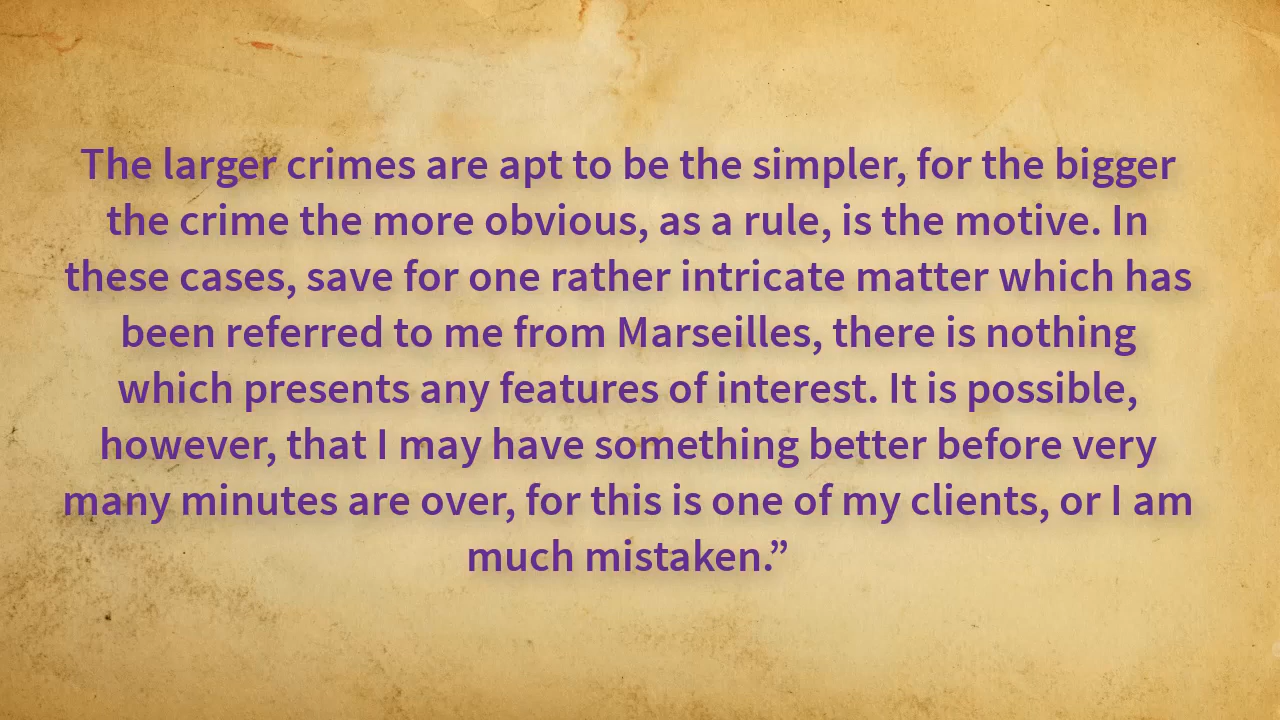 The larger crimes are apt to be the simpler, for the bigger
the crime the more obvious, as a rule, is the motive. In
these cases, save for one rather intricate matter which has
been referred to me from Marseilles, there is nothing
which presents any features of interest. It is possible,
however, that I may have something better before very
many minutes are over, for this is one of my clients, or I am
much mistaken.”